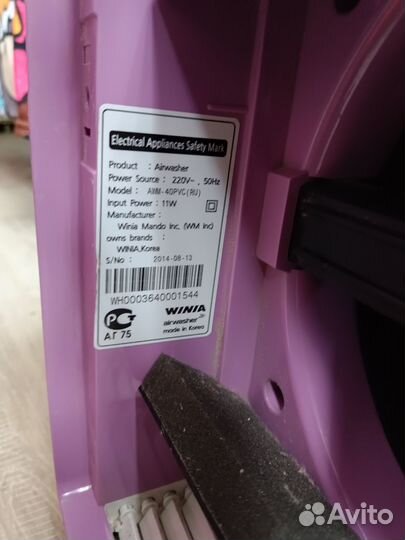 Electrical Appliances Safety Mark
Product : Airwasher
Power Source : 220V~ , 50Hz
Model : AWM-40PVC(RU)
Input Power : 11W
Manufacturer :
Winia Mando Inc. (WM Inc)
owns brands :
WINIA,Korea
S/No : 2014-08-13
WH0003640001544
РСТ
АГ 75
WINIA
airwasher
made in Korea
Avito